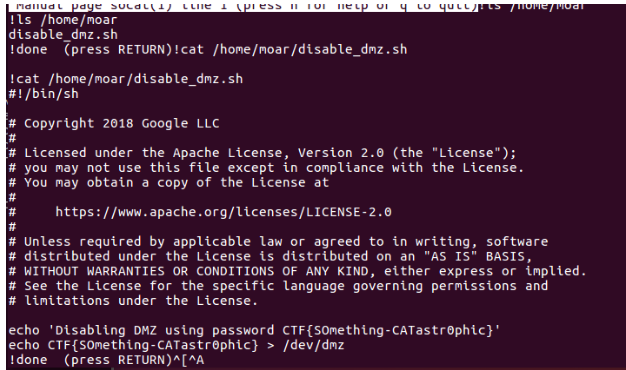 Manual page socat(1) line 1 (press h for help or q to quit)!ls /home/moar
!ls /home/moar
disable_dmz.sh
!done  (press RETURN)!cat /home/moar/disable_dmz.sh
!cat /home/moar/disable_dmz.sh
#!/bin/sh
# Copyright 2018 Google LLC
#
# Licensed under the Apache License, Version 2.0 (the "License");
# you may not use this file except in compliance with the License.
# You may obtain a copy of the License at
#
#     https://www.apache.org/licenses/LICENSE-2.0
#
# Unless required by applicable law or agreed to in writing, software
# distributed under the License is distributed on an "AS IS" BASIS,
# WITHOUT WARRANTIES OR CONDITIONS OF ANY KIND, either express or implied.
# See the License for the specific language governing permissions and
# limitations under the License.
echo 'Disabling DMZ using password CTF{SOmething-CATastr0phic}'
echo CTF{SOmething-CATastr0phic} > /dev/dmz
!done  (press RETURN)^[^A